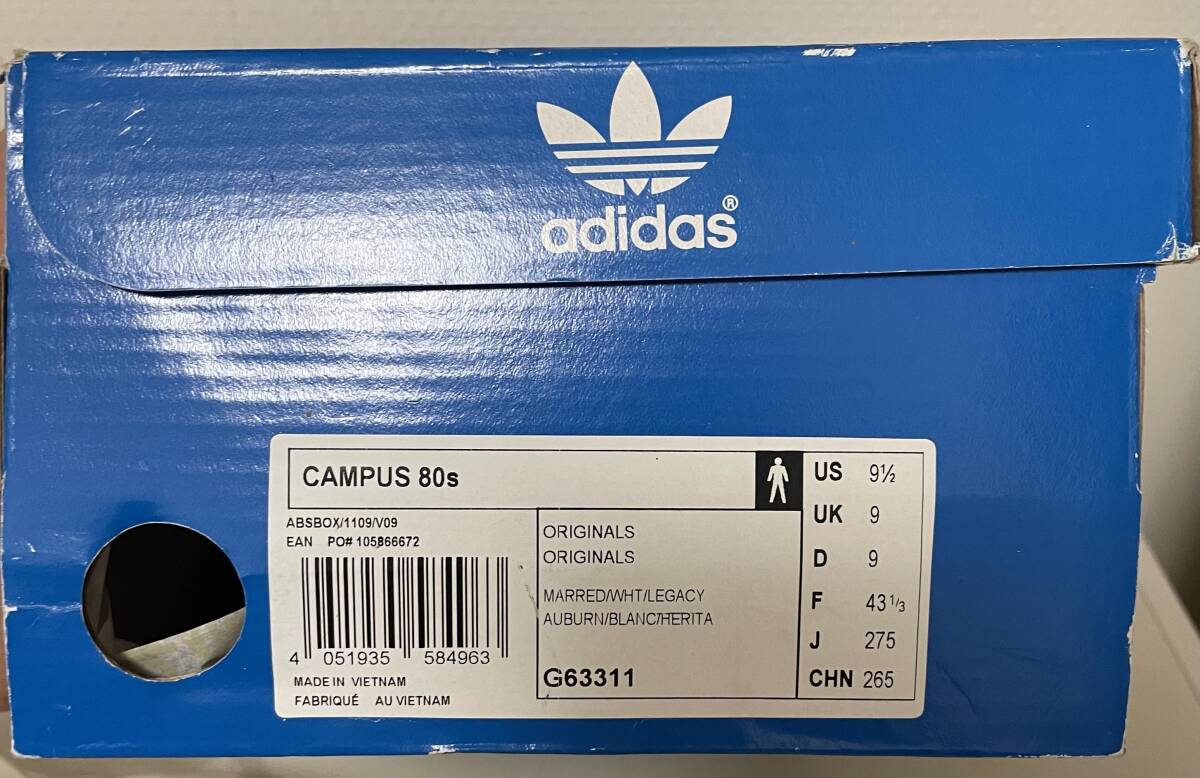 adidas®
CAMPUS 80s
ABSBOX/1109/V09
EAN PO# 105866672
4 051935 584963
MADE IN VIETNAM
FABRIQUÉ AU VIETNAM
ORIGINALS
ORIGINALS
MARRED/WHT/LEGACY
AUBURN/BLANC/HERITA
G63311
US 9½
UK 9
D 9
F 43 1/3
J 275
CHN 265